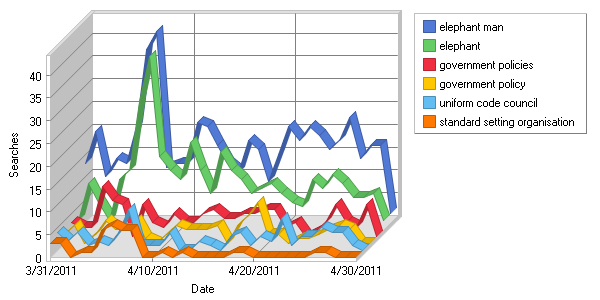 elephant man
elephant
government policies
government policy
uniform code council
standard setting organisation
Searches
40
35
30
25
20
15
10
5
0
3/31/2011 4/10/2011 4/20/2011 4/30/2011
Date